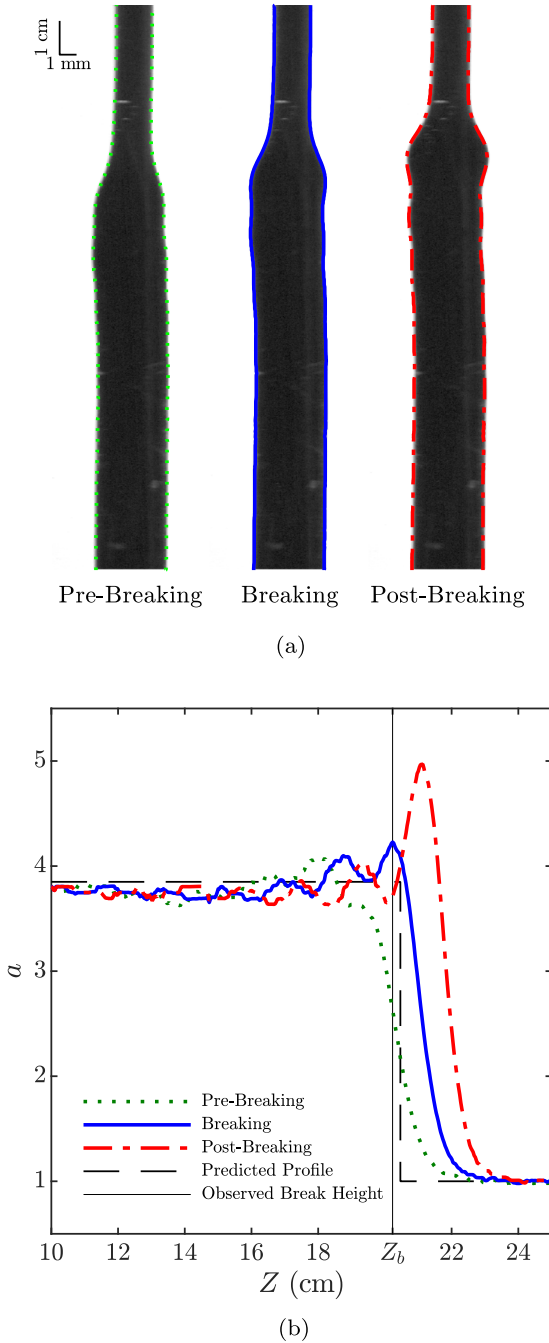 1 cm
1 mm
Pre-Breaking Breaking Post-Breaking
(a)
5
4
3
2
1
a
Pre-Breaking
Breaking
Post-Breaking
Predicted Profile
Observed Break Height
10 12 14 16 18 Z_b 22 24
Z (cm)
(b)